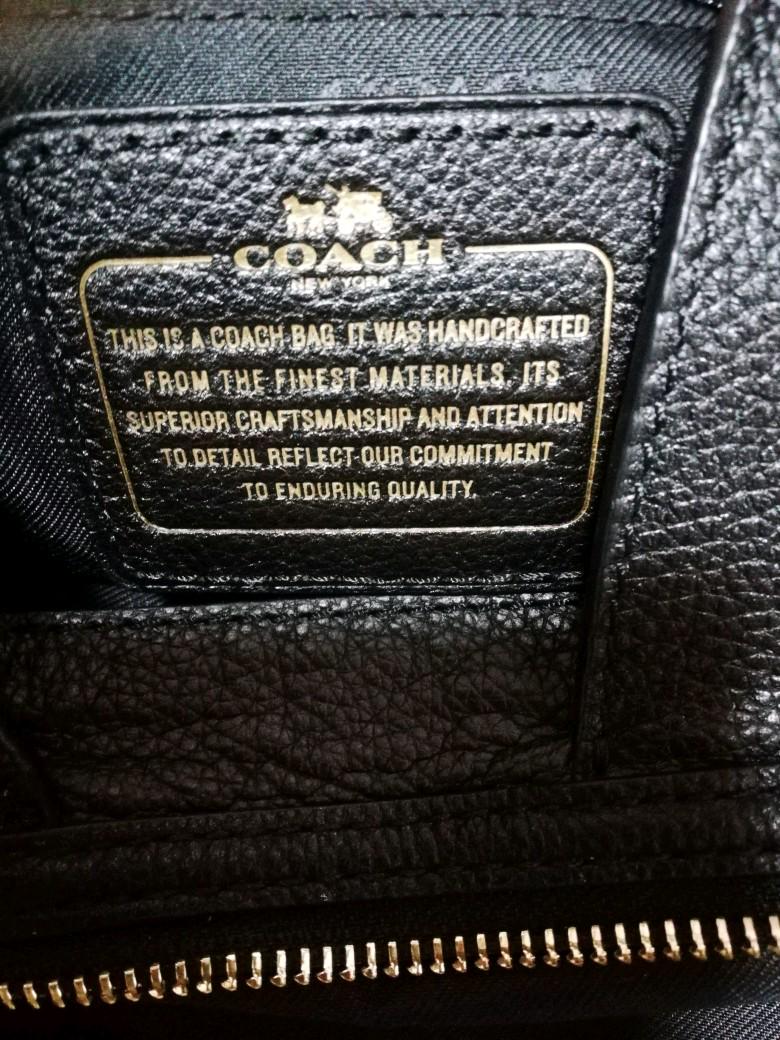 COACH
NEW YORK
THIS IS A COACH BAG. IT WAS HANDCRAFTED
FROM THE FINEST MATERIALS. ITS
SUPERIOR CRAFTSMANSHIP AND ATTENTION
TO DETAIL REFLECT OUR COMMITMENT
TO ENDURING QUALITY.